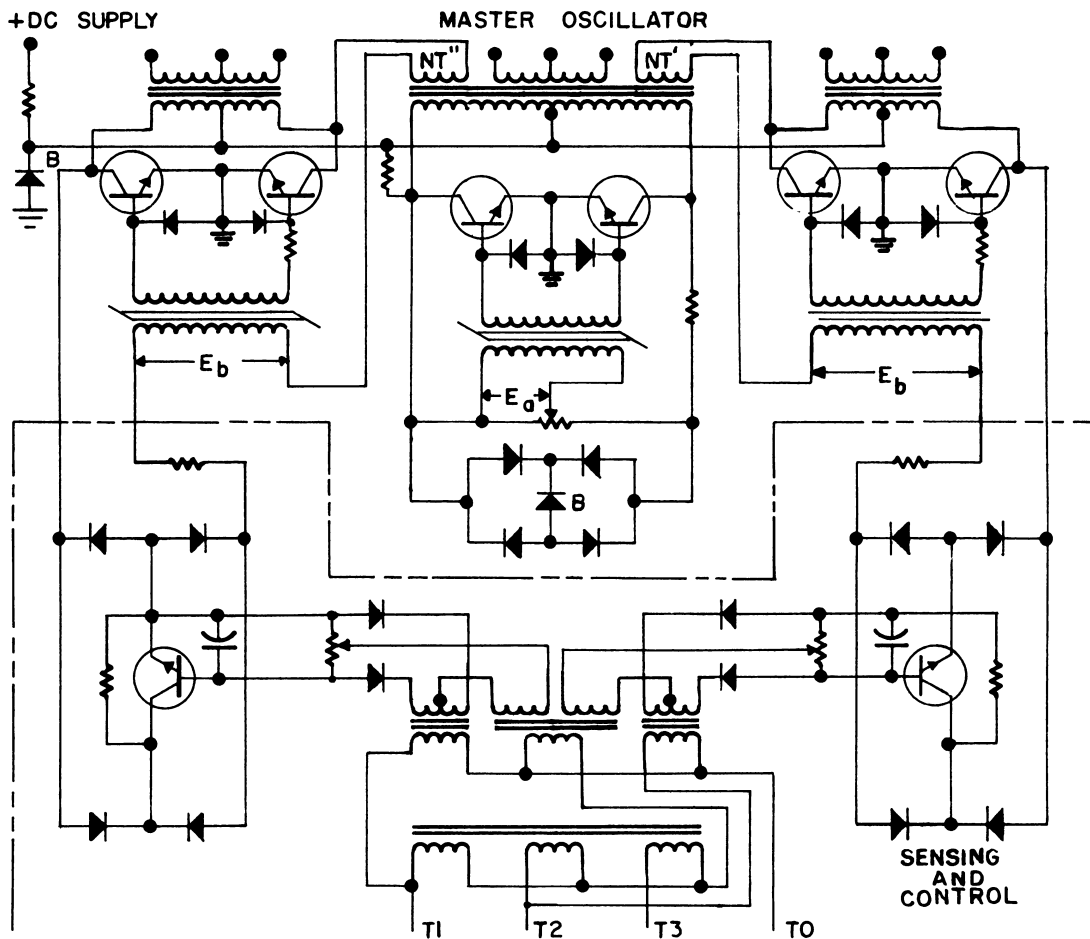 +DC SUPPLY
MASTER OSCILLATOR
NT"
NT'
B
Eb
Ea
Eb
B
SENSING
AND
CONTROL
T1
T2
T3
TO